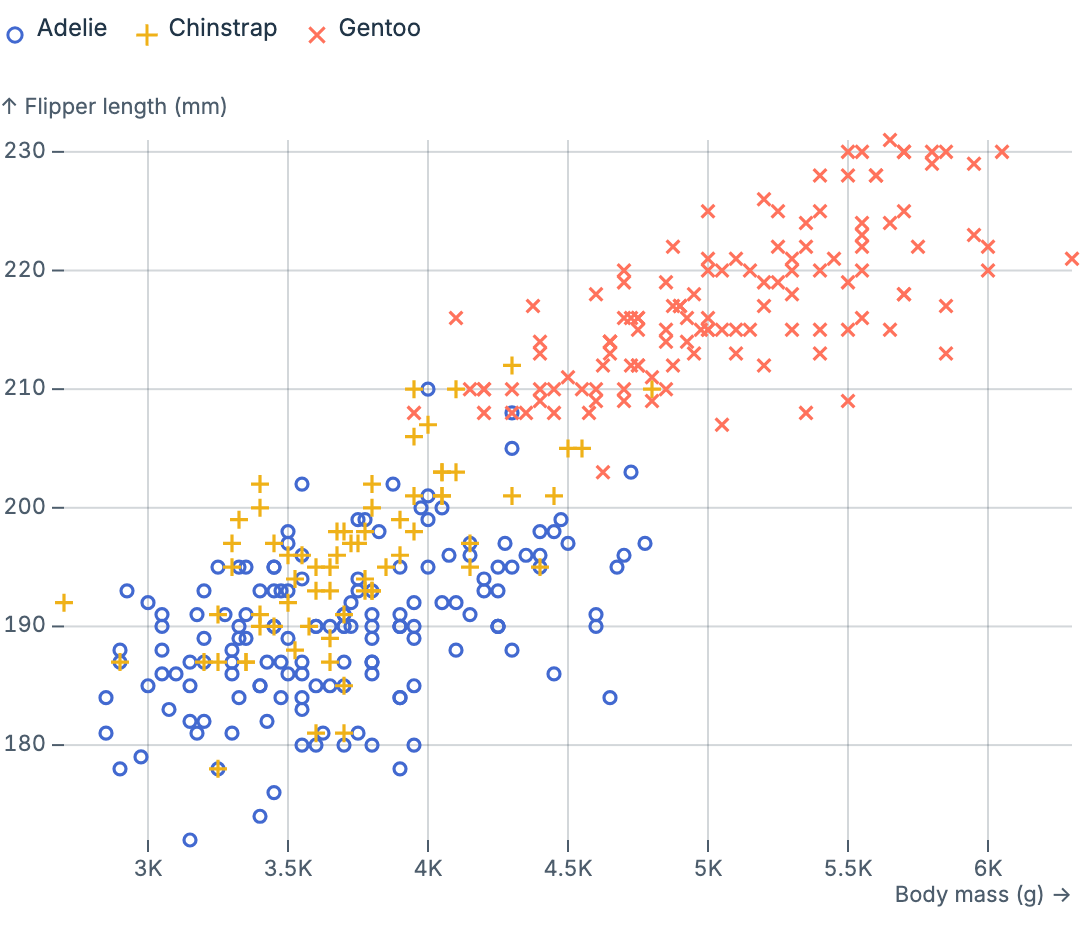 Adelie Chinstrap Gentoo
↑ Flipper length (mm)
230
220
210
200
190
180
3K 3.5K 4K 4.5K 5K 5.5K 6K
Body mass (g) →